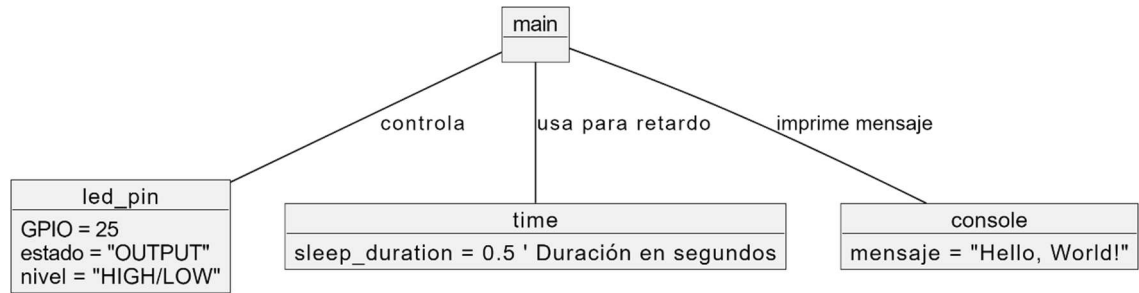 main
controla
usa para retardo
imprime mensaje
led_pin
GPIO = 25
estado = "OUTPUT"
nivel = "HIGH/LOW"
time
sleep_duration = 0.5 ' Duración en segundos
console
mensaje = "Hello, World!"